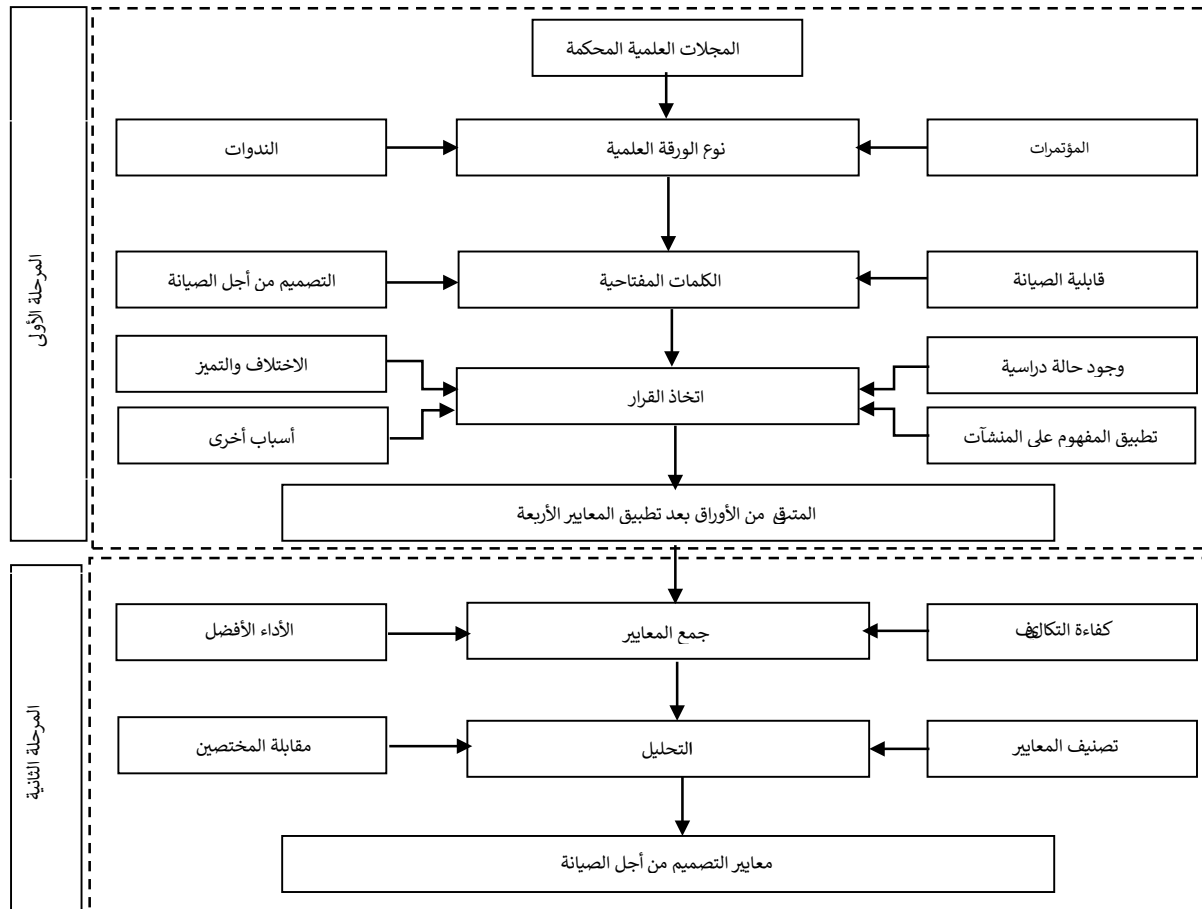 المجلات العلمية المحكمة
المؤتمرات
نوع الورقة العلمية
الندوات
قابلية الصيانة
الكلمات المفتاحية
التصميم من أجل الصيانة
وجود حالة دراسية
الاختلاف والتميز
اتخاذ القرار
تطبيق المفهوم على المنشآت
أسباب أخرى
المتبقي من الأوراق بعد تطبيق المعايير الأربعة
المرحلة الأولى
كفاءة التكاليف
جمع المعايير
الأداء الأفضل
تصنيف المعايير
التحليل
مقابلة المختصين
معايير التصميم من أجل الصيانة
المرحلة الثانية